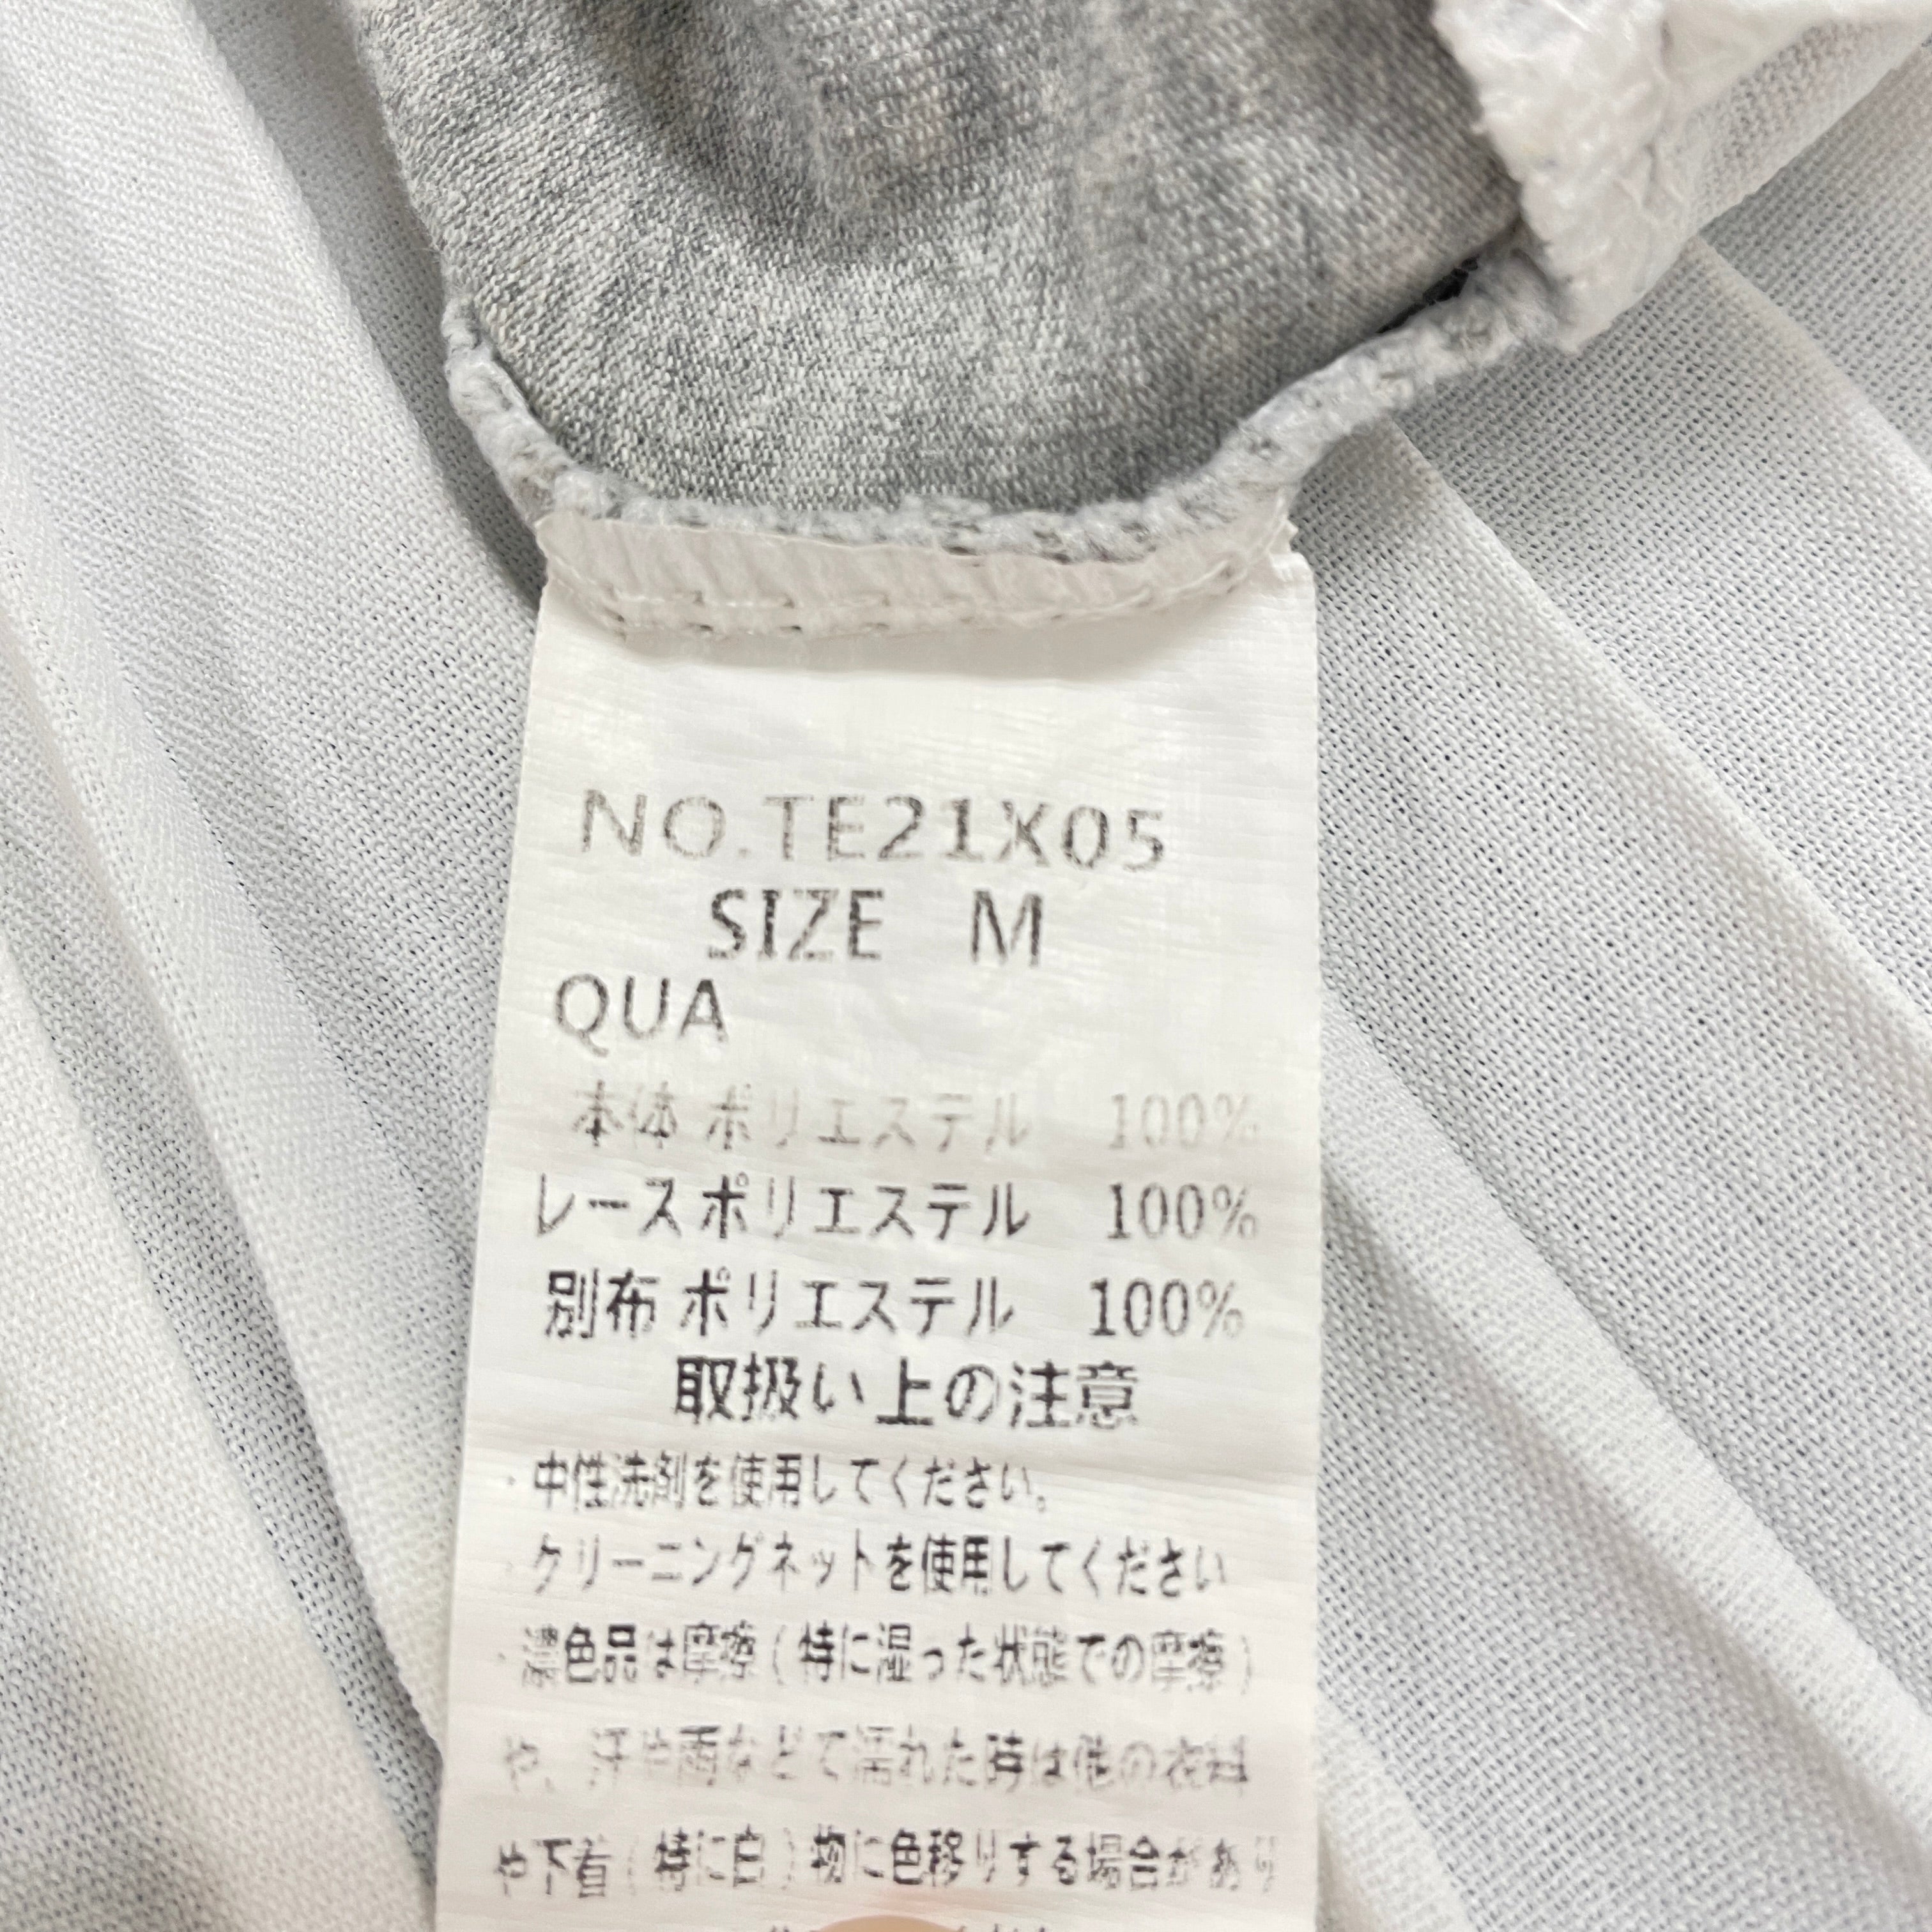 NO.TE21X05
SIZE M
QUA
本体 ポリエステル 100%
レース ポリエステル 100%
別布 ポリエステル 100%
取扱い上の注意
・中性洗剤を使用してください。
・クリーニングネットを使用してください
・濃色品は摩擦(特に湿った状態での摩擦)
や、汗や雨などで濡れた時は他の衣料
や下着(特に白)物に色移りする場合があり